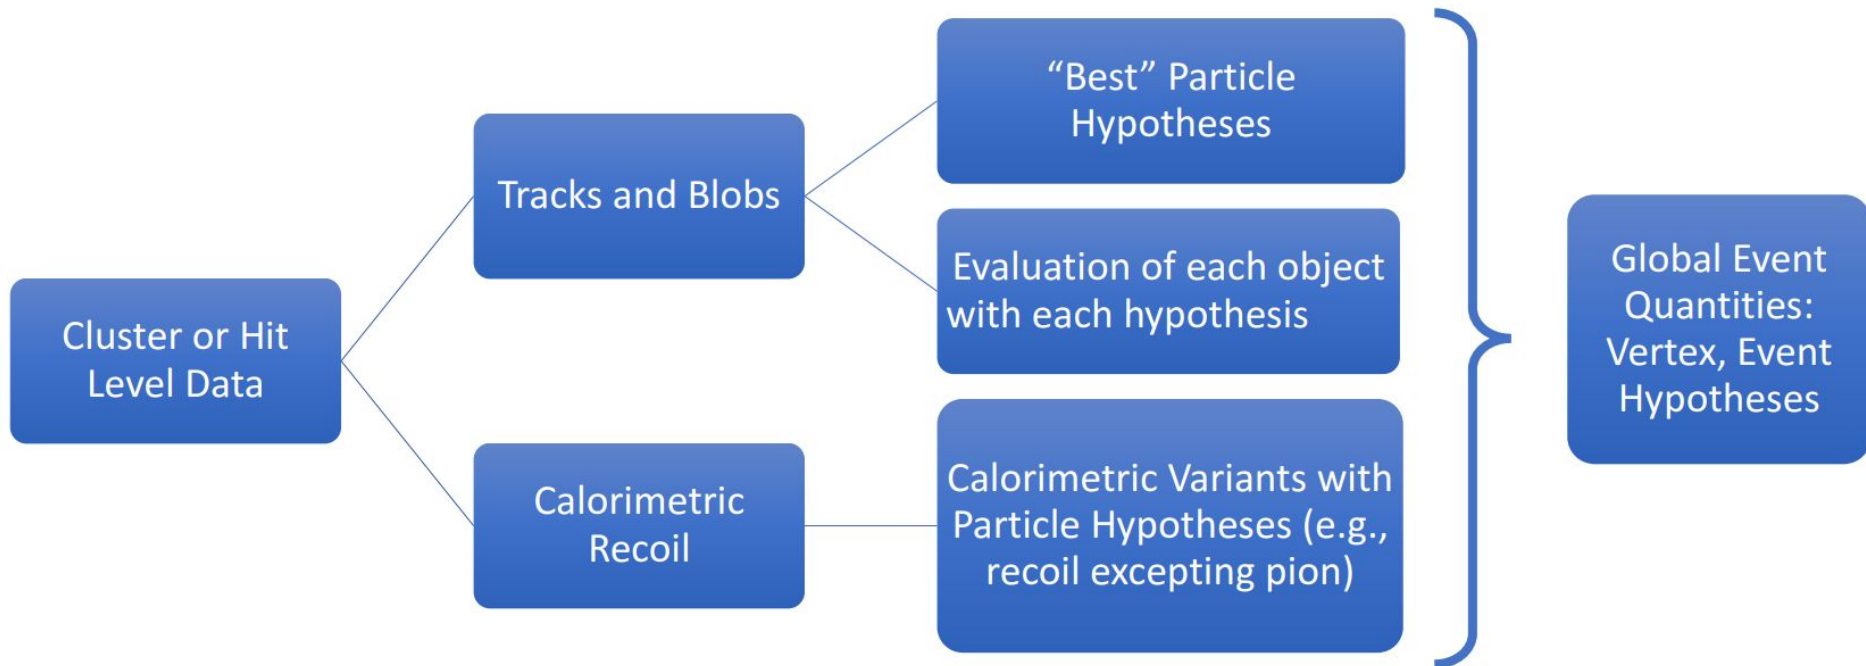 Cluster or Hit
Level Data
Tracks and Blobs
Calorimetric
Recoil
“Best” Particle
Hypotheses
Evaluation of each object
with each hypothesis
Calorimetric Variants with
Particle Hypotheses (e.g.,
recoil excepting pion)
Global Event
Quantities:
Vertex, Event
Hypotheses